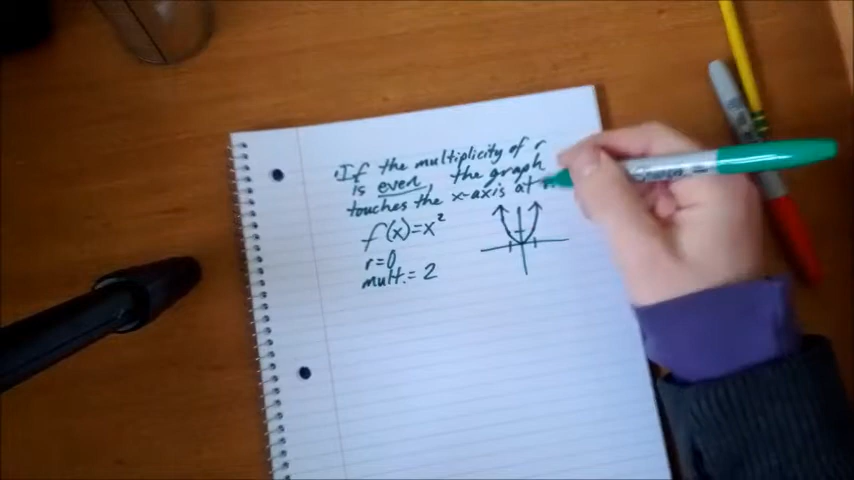 • If the multiplicity of r
is even, the graph
touches the x-axis at
f(x)=x²
r=0
mult.= 2